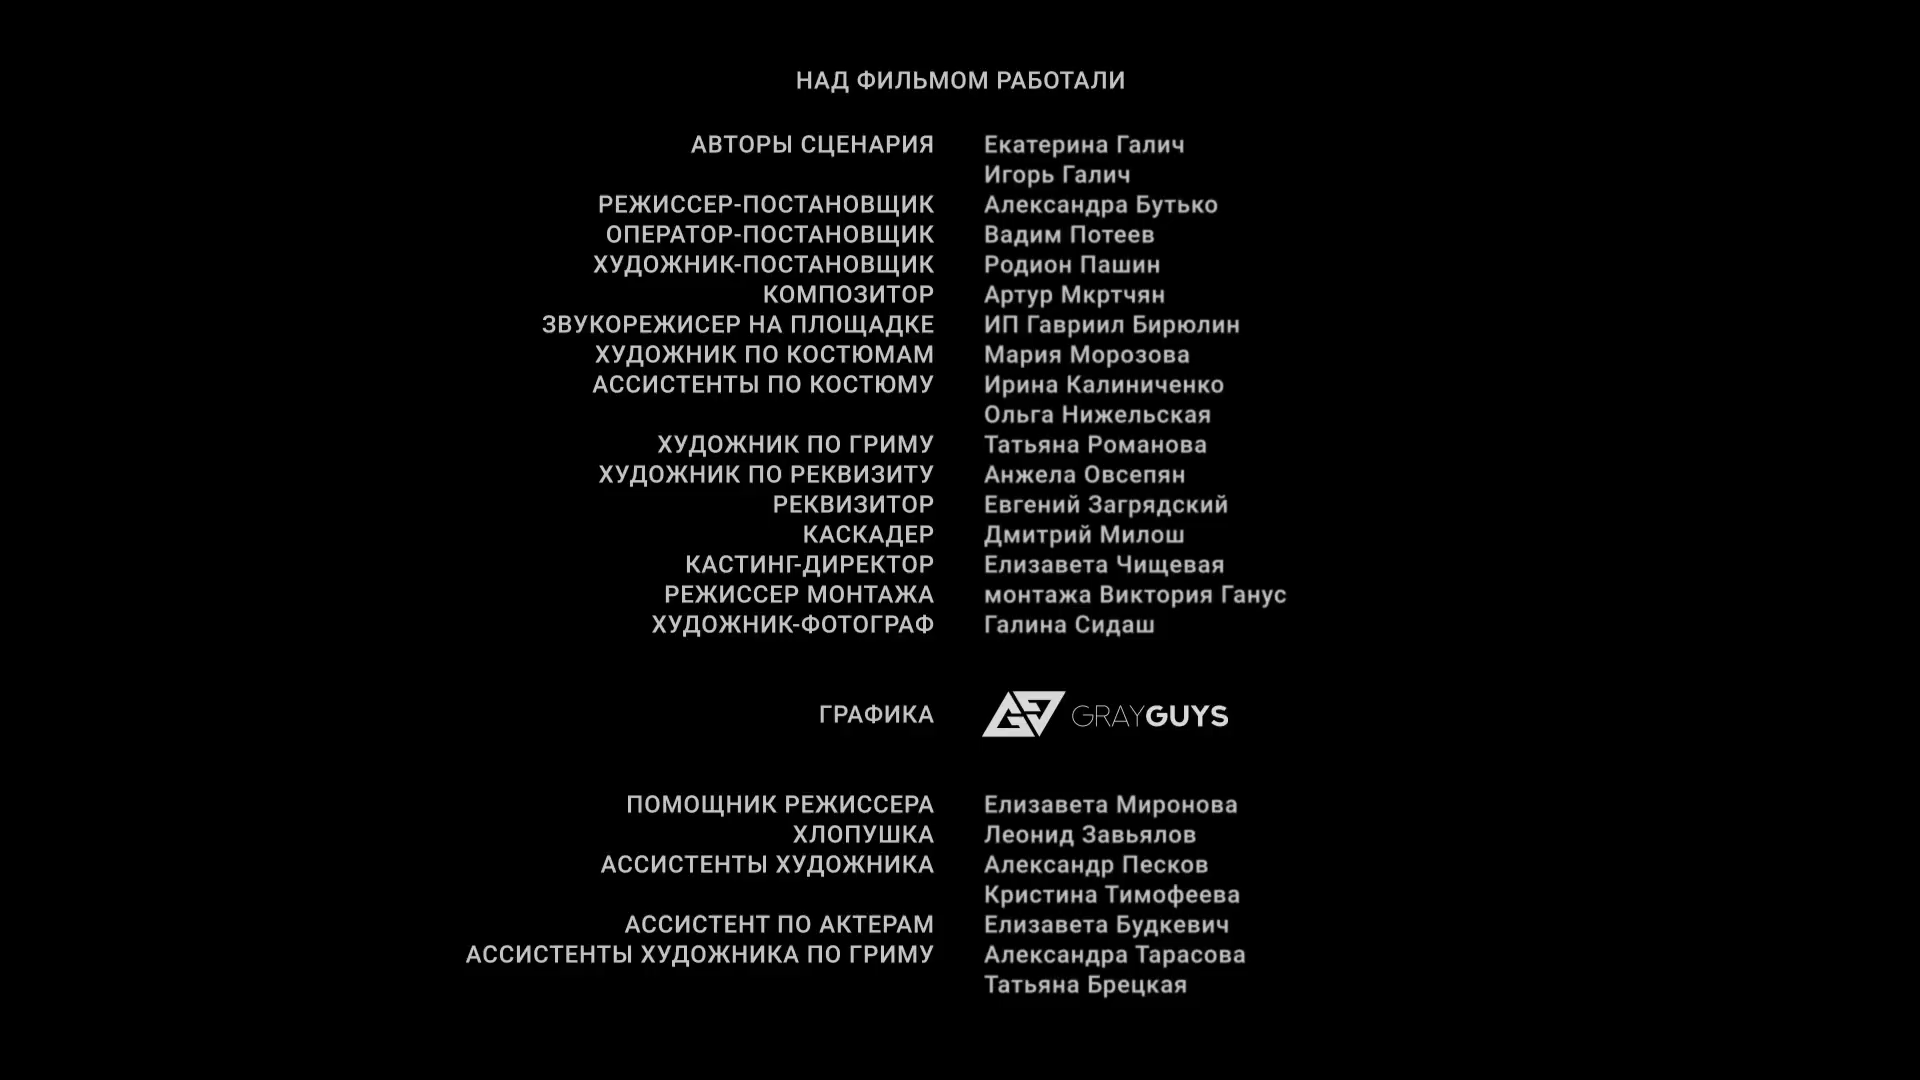 НАД ФИЛЬМОМ РАБОТАЛИ
АВТОРЫ СЦЕНАРИЯ Екатерина Галич
Игорь Галич
РЕЖИССЕР-ПОСТАНОВЩИК Александра Бутько
ОПЕРАТОР-ПОСТАНОВЩИК Вадим Потеев
ХУДОЖНИК-ПОСТАНОВЩИК Родион Пашин
КОМПОЗИТОР Артур Мкртчян
ЗВУКОРЕЖИСЕР НА ПЛОЩАДКЕ ИП Гавриил Бирюлин
ХУДОЖНИК ПО КОСТЮМАМ Мария Морозова
АССИСТЕНТЫ ПО КОСТЮМУ Ирина Калиниченко
Ольга Нижельская
ХУДОЖНИК ПО ГРИМУ Татьяна Романова
ХУДОЖНИК ПО РЕКВИЗИТУ Анжела Овсепян
РЕКВИЗИТОР Евгений Загрядский
КАСКАДЕР Дмитрий Милош
КАСТИНГ-ДИРЕКТОР Елизавета Чищевая
РЕЖИССЕР МОНТАЖА монтажа Виктория Ганус
ХУДОЖНИК-ФОТОГРАФ Галина Сидаш
ГРАФИКА GRAYGUYS
ПОМОЩНИК РЕЖИССЕРА Елизавета Миронова
ХЛОПУШКА Леонид Завьялов
АССИСТЕНТЫ ХУДОЖНИКА Александр Песков
Кристина Тимофеева
АССИСТЕНТ ПО АКТЕРАМ Елизавета Будкевич
АССИСТЕНТЫ ХУДОЖНИКА ПО ГРИМУ Александра Тарасова
Татьяна Брецкая